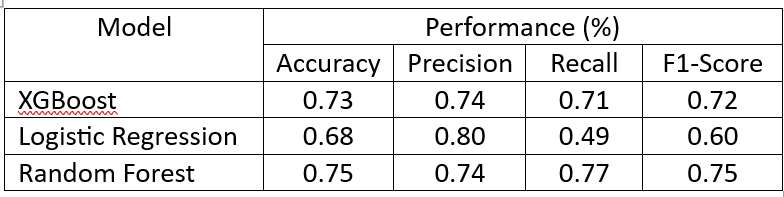 Model Performance (%)
Accuracy Precision Recall F1-Score
XGBoost 0.73 0.74 0.71 0.72
Logistic Regression 0.68 0.80 0.49 0.60
Random Forest 0.75 0.74 0.77 0.75